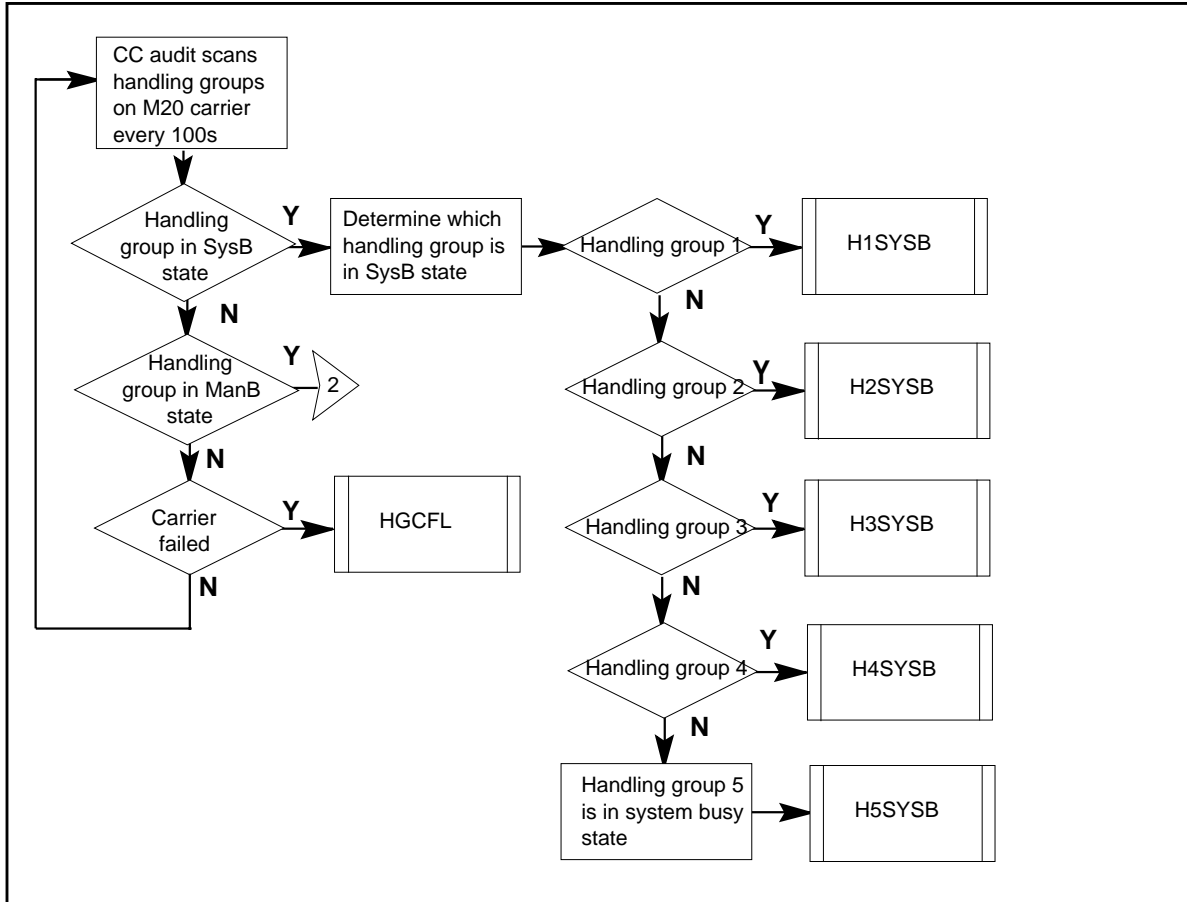 CC audit scans
handling groups
on M20 carrier
every 100s
Handling
group in SysB
state
Y
N
Determine which
handling group is
in SysB state
Handling group 1
Y
N
H1SYSB
Handling
group in ManB
state
Y
N
2
Handling group 2
Y
N
H2SYSB
Carrier
failed
Y
N
HGCFL
Handling group 3
Y
N
H3SYSB
Handling group 4
Y
N
H4SYSB
Handling group 5
is in system busy
state
H5SYSB